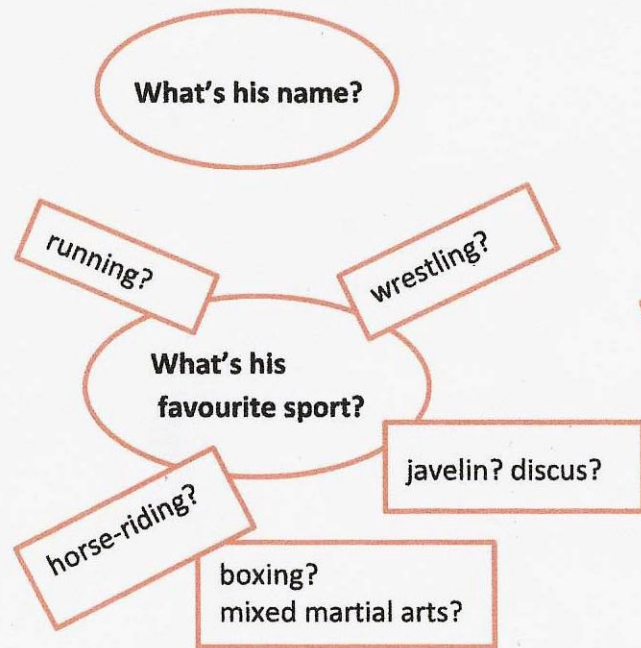 What's his name?
running?
wrestling?
What's his
favourite sport?
javelin? discus?
horse-riding?
boxing?
mixed martial arts?